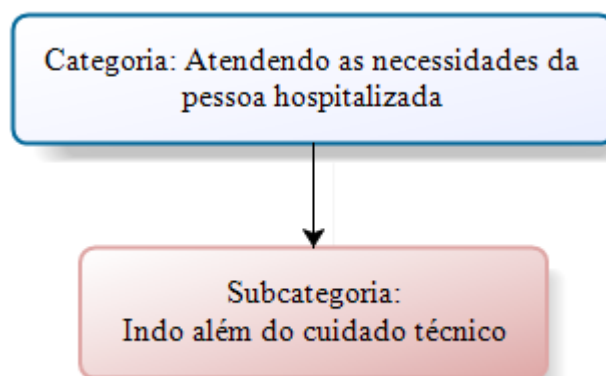 Categoria: Atendendo as necessidades da
pessoa hospitalizada
Subcategoria:
Indo além do cuidado técnico